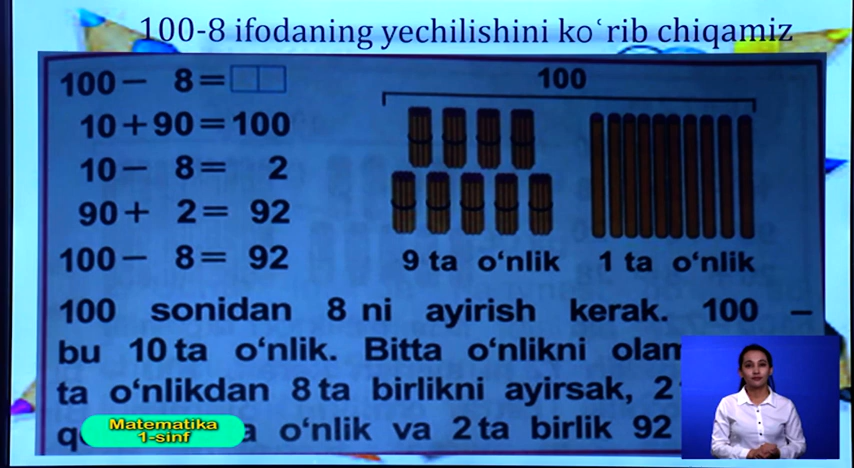 100-8 ifodaning yechilishini koʻrib chiqamiz
100 – 8 =
10 + 90 = 100
10 – 8 = 2
90 + 2 = 92
100 – 8 = 92
100
9 ta oʻnlik
1 ta oʻnlik
100 sonidan 8 ni ayirish kerak. 100 –
bu 10 ta oʻnlik. Bitta oʻnlikni
ta oʻnlikdan 8 ta birlikni ayirsak, 2
oʻnlik va 2 ta birlik 92
Matematika
1-sinf